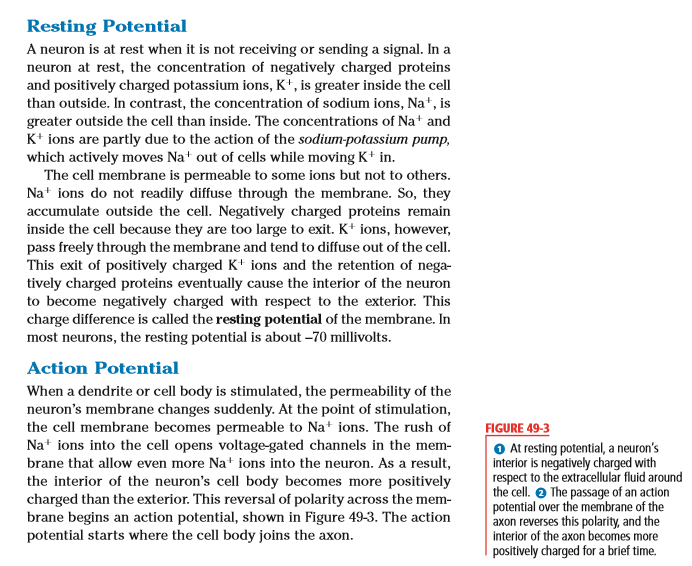 Resting Potential
A neuron is at rest when it is not receiving or sending a signal. In a
neuron at rest, the concentration of negatively charged proteins
and positively charged potassium ions, K⁺, is greater inside the cell
than outside. In contrast, the concentration of sodium ions, Na⁺, is
greater outside the cell than inside. The concentrations of Na⁺ and
K⁺ ions are partly due to the action of the sodium-potassium pump,
which actively moves Na⁺ out of cells while moving K⁺ in.
The cell membrane is permeable to some ions but not to others.
Na⁺ ions do not readily diffuse through the membrane. So, they
accumulate outside the cell. Negatively charged proteins remain
inside the cell because they are too large to exit. K⁺ ions, however,
pass freely through the membrane and tend to diffuse out of the cell.
This exit of positively charged K⁺ ions and the retention of nega-
tively charged proteins eventually cause the interior of the neuron
to become negatively charged with respect to the exterior. This
charge difference is called the resting potential of the membrane. In
most neurons, the resting potential is about –70 millivolts.
Action Potential
When a dendrite or cell body is stimulated, the permeability of the
neuron's membrane changes suddenly. At the point of stimulation,
the cell membrane becomes permeable to Na⁺ ions. The rush of
Na⁺ ions into the cell opens voltage-gated channels in the mem-
brane that allow even more Na⁺ ions into the neuron. As a result,
the interior of the neuron's cell body becomes more positively
charged than the exterior. This reversal of polarity across the mem-
brane begins an action potential, shown in Figure 49-3. The action
potential starts where the cell body joins the axon.
FIGURE 49-3
❶ At resting potential, a neuron's
interior is negatively charged with
respect to the extracellular fluid around
the cell. ❷ The passage of an action
potential over the membrane of the
axon reverses this polarity, and the
interior of the axon becomes more
positively charged for a brief time.